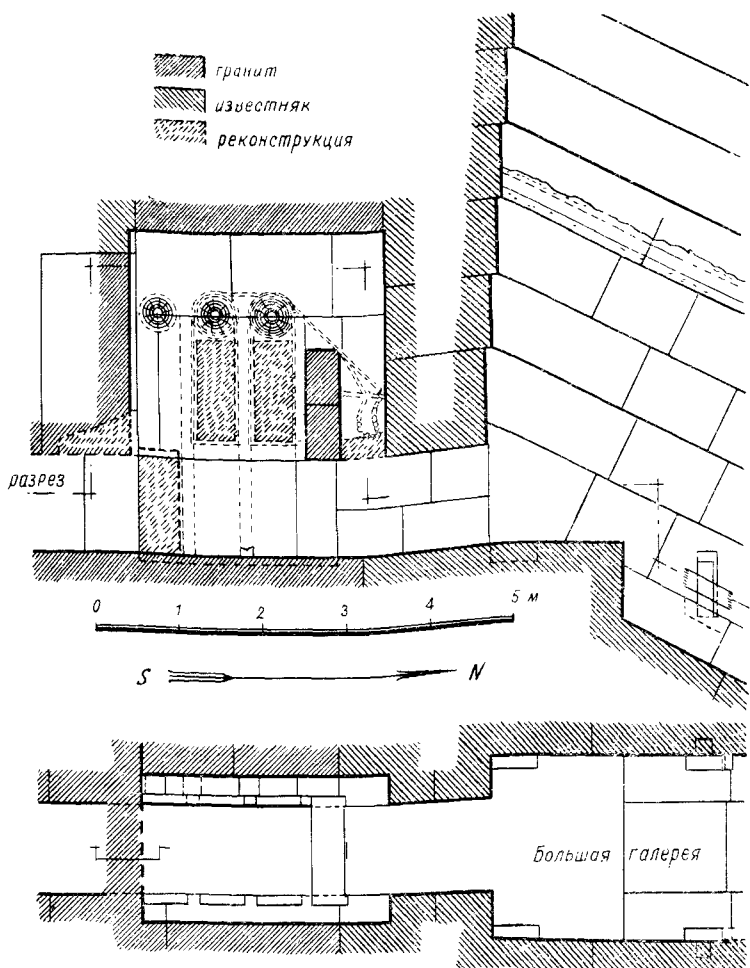 гранит
известняк
реконструкция
разрез
0 1 2 3 4 5 м
S N
Большая галерея